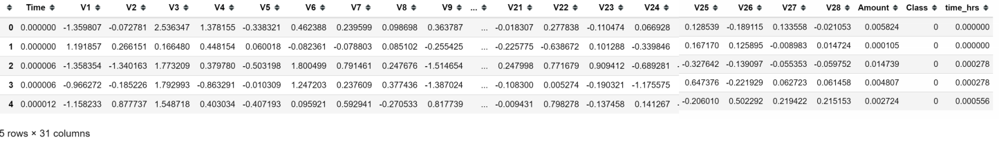 Time V1 V2 V3 V4 V5 V6 V7 V8 V9 ... V21 V22 V23 V24 V25 V26 V27 V28 Amount Class time_hrs
0 0.000000 -1.359807 -0.072781 2.536347 1.378155 -0.338321 0.462388 0.239599 0.098698 0.363787 ... -0.018307 0.277838 -0.110474 0.066928 0.128539 -0.189115 0.133558 -0.021053 0.005824 0 0.000000
1 0.000000 1.191857 0.266151 0.166480 0.448154 0.060018 -0.082361 -0.078803 0.085102 -0.255425 ... -0.225775 -0.638672 0.101288 -0.339846 0.167170 0.125895 -0.008983 0.014724 0.000105 0 0.000000
2 0.000006 -1.358354 -1.340163 1.773209 0.379780 -0.503198 1.800499 0.791461 0.247676 -1.514654 ... 0.247998 0.771679 0.909412 -0.689281 -0.327642 -0.139097 -0.055353 -0.059752 0.014739 0 0.000278
3 0.000006 -0.966272 -0.185226 1.792993 -0.863291 -0.010309 1.247203 0.237609 0.377436 -1.387024 ... -0.108300 0.005274 -0.190321 -1.175575 0.647376 -0.221929 0.062723 0.061458 0.004807 0 0.000278
4 0.000012 -1.158233 0.877737 1.548718 0.403034 -0.407193 0.095921 0.592941 -0.270533 0.817739 ... -0.009431 0.798278 -0.137458 0.141267 -0.206010 0.502292 0.219422 0.215153 0.002724 0 0.000556
5 rows × 31 columns